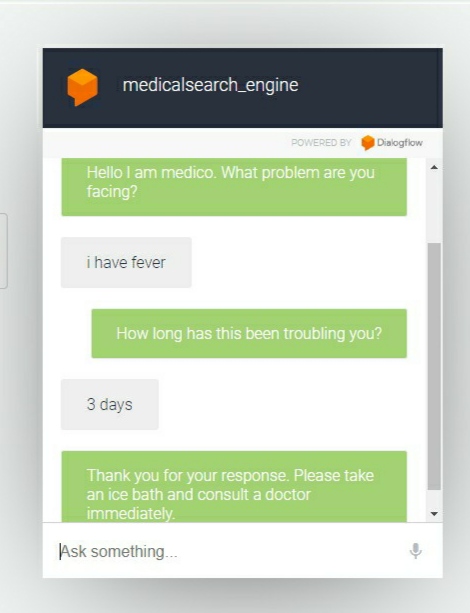 medicalsearch_engine
POWERED BY Dialogflow
Hello I am medico. What problem are you
facing?
i have fever
How long has this been troubling you?
3 days
Thank you for your response. Please take
an ice bath and consult a doctor
immediately.
Ask something...